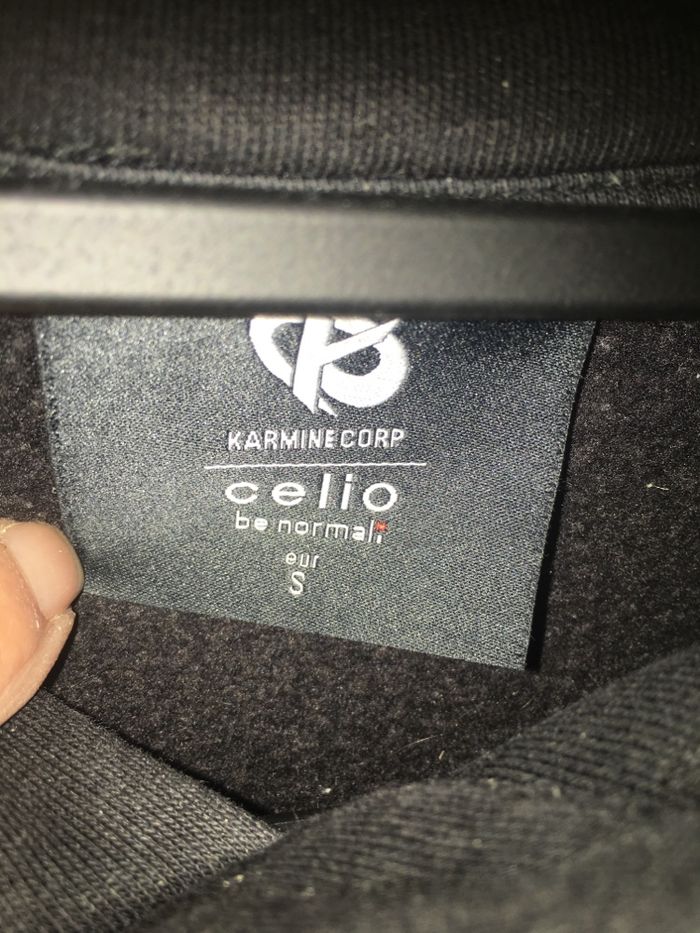 KARMINECORP
celio
be normal.
eur
S